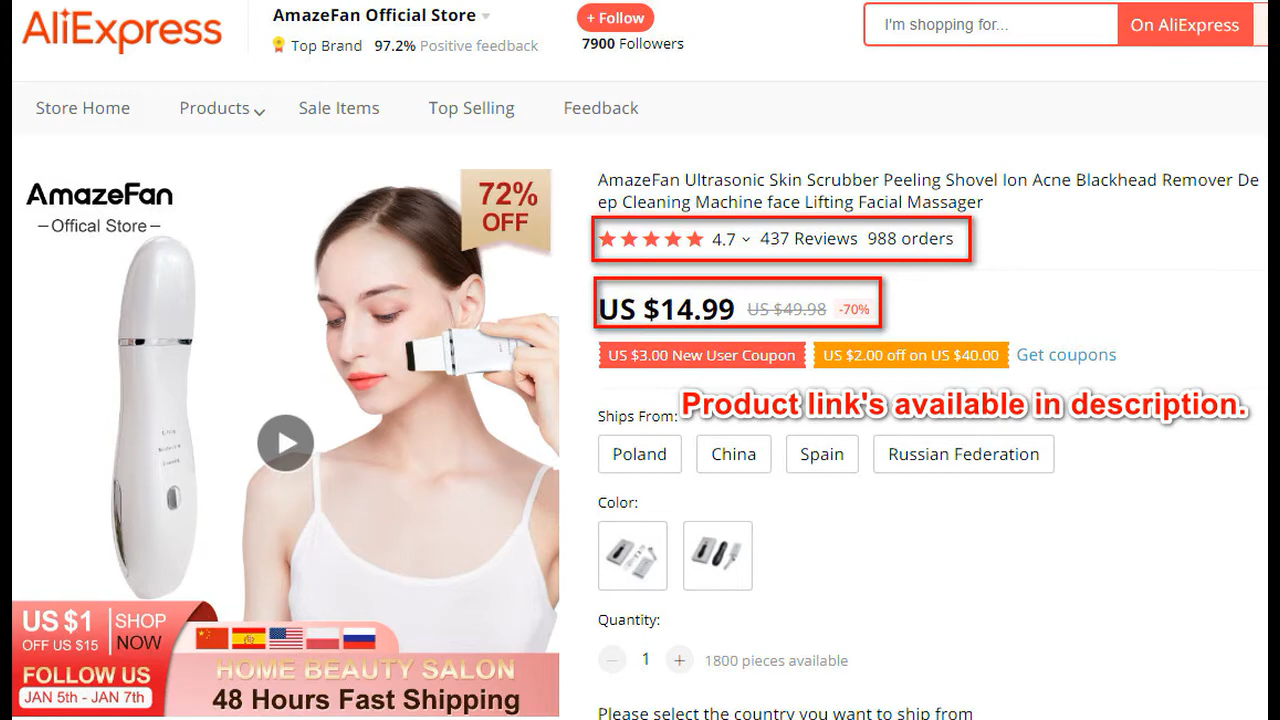 AliExpress
AmazeFan Official Store
Top Brand 97.2% Positive feedback
+ Follow
7900 Followers
I'm shopping for...
On AliExpress
Store Home
Products
Sale Items
Top Selling
Feedback
AmazeFan
–Official Store–
72%
OFF
US $1
OFF US $15
SHOP
NOW
FOLLOW US
JAN 5th - JAN 7th
HOME BEAUTY SALON
48 Hours Fast Shipping
AmazeFan Ultrasonic Skin Scrubber Peeling Shovel Ion Acne Blackhead Remover De
ep Cleaning Machine face Lifting Facial Massager
4.7 437 Reviews 988 orders
US $14.99 US $49.98 -70%
US $3.00 New User Coupon US $2.00 off on US $40.00 Get coupons
Product link's available in description.
Ships From:
Poland
China
Spain
Russian Federation
Color:
Quantity:
1 + 1800 pieces available
Please select the country you want to ship from